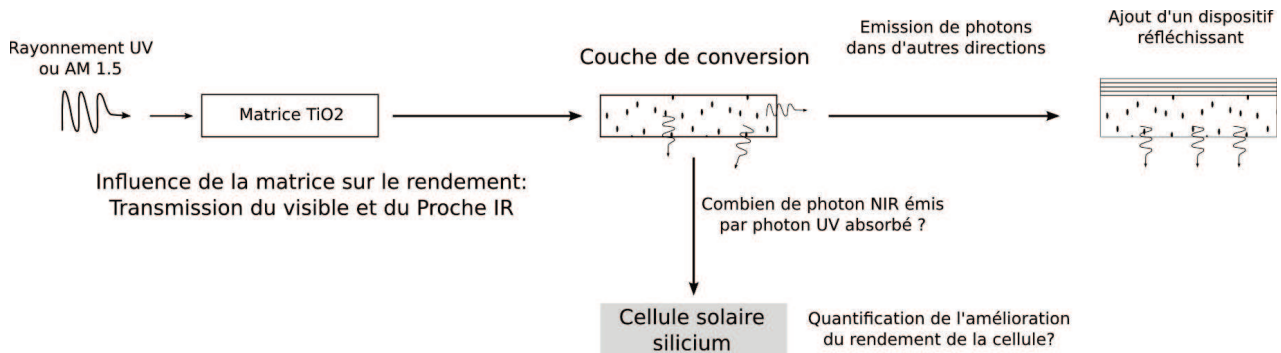 Rayonnement UV
ou AM 1.5
Matrice TiO2
Influence de la matrice sur le rendement:
Transmission du visible et du Proche IR
Couche de conversion
Emission de photons
dans d'autres directions
Ajout d'un dispositif
réfléchissant
Combien de photon NIR émis
par photon UV absorbé ?
Cellule solaire
silicium
Quantification de l'amélioration
du rendement de la cellule?